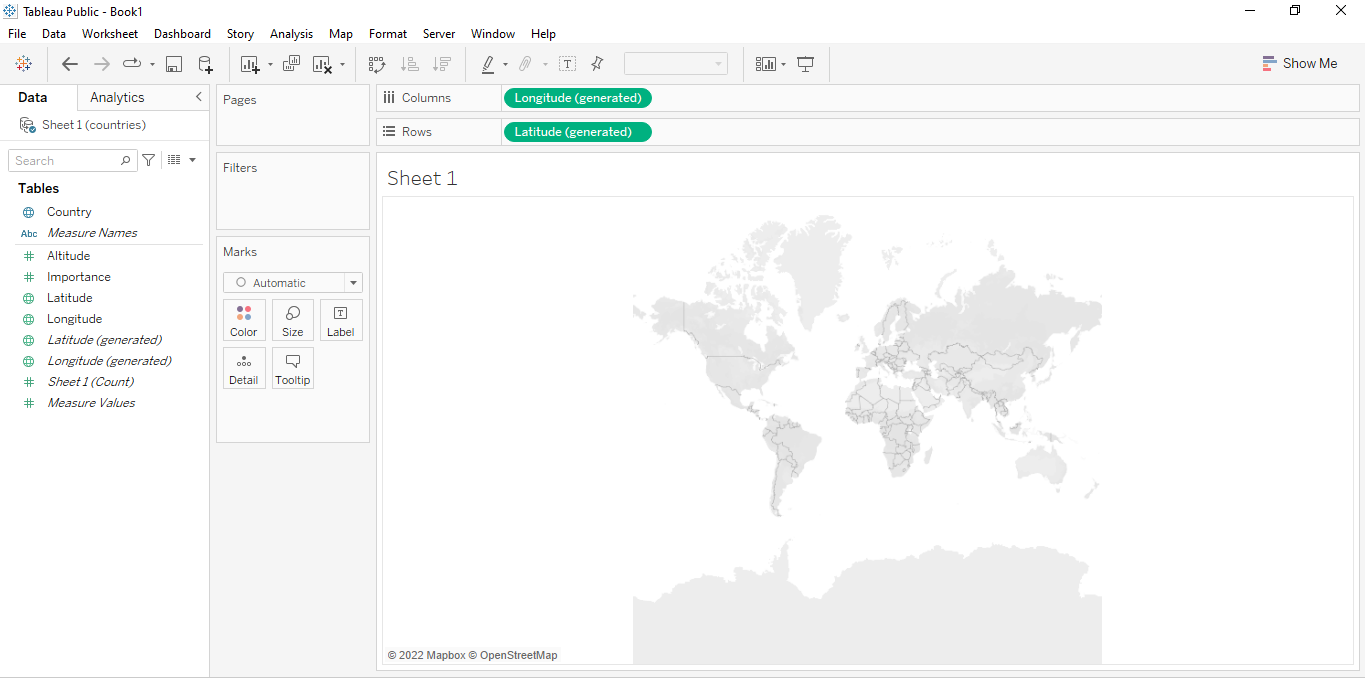 Tableau Public - Book1
File Data Worksheet Dashboard Story Analysis Map Format Server Window Help
Show Me
Data Analytics
Sheet 1 (countries)
Search
Tables
Country
Abc Measure Names
Altitude
Importance
Latitude
Longitude
Latitude (generated)
Longitude (generated)
Sheet 1 (Count)
Measure Values
Pages
Filters
Marks
Automatic
Color Size Label
Detail Tooltip
Columns Longitude (generated)
Rows Latitude (generated)
Sheet 1
© 2022 Mapbox © OpenStreetMap